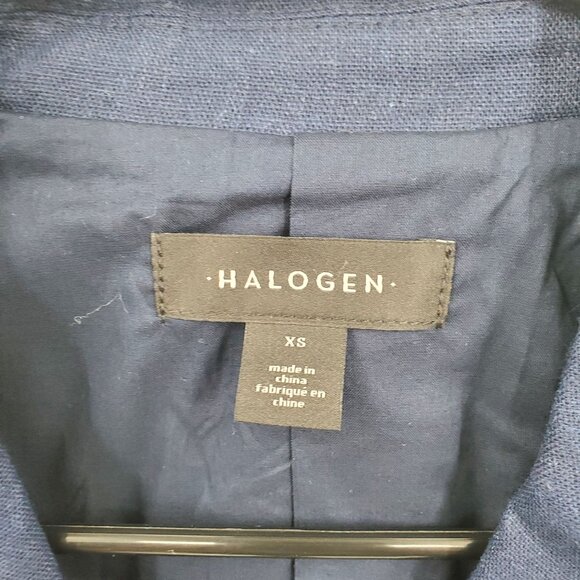 ·HALOGEN·
XS
made in
china
fabriqué en
chine